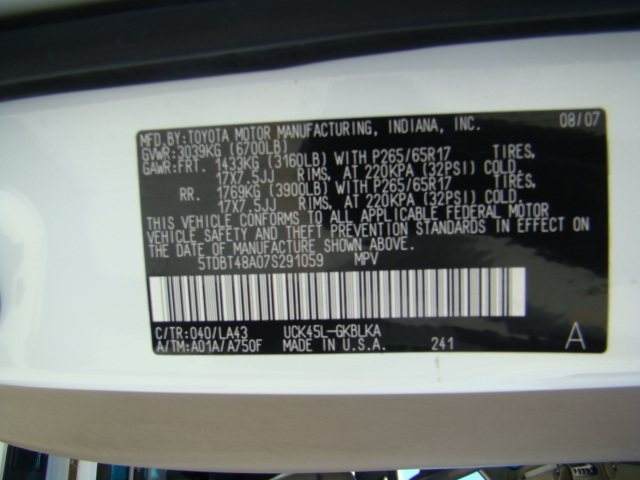 MFD.BY:TOYOTA MOTOR MANUFACTURING, INDIANA, INC. 08/07
GVWR:3039KG (6700LB)
GAWR:FRT. 1433KG (3160LB) WITH P265/65R17 TIRES,
17X7.5JJ RIMS, AT 220KPA (32PSI) COLD.
RR. 1769KG (3900LB) WITH P265/65R17 TIRES,
17X7.5JJ RIMS, AT 220KPA (32PSI) COLD.
THIS VEHICLE CONFORMS TO ALL APPLICABLE FEDERAL MOTOR
VEHICLE SAFETY AND THEFT PREVENTION STANDARDS IN EFFECT ON
THE DATE OF MANUFACTURE SHOWN ABOVE.
5TDBT48A07S291059 MPV
C/TR:040/LA43 UCK45L-GKBLKA
A/TM:A01A/A750F MADE IN U.S.A. 241 A